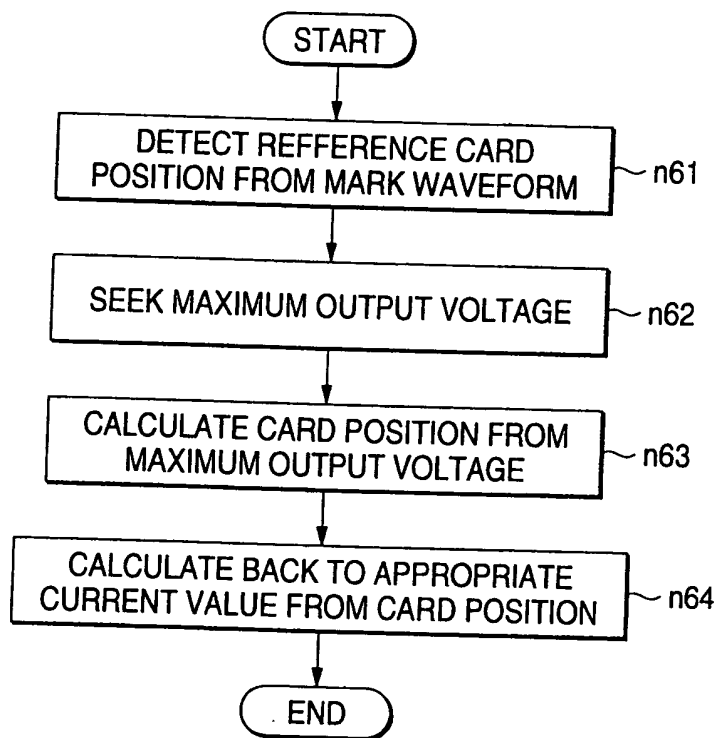 START
DETECT REFFERENCE CARD
POSITION FROM MARK WAVEFORM
n61
SEEK MAXIMUM OUTPUT VOLTAGE
n62
CALCULATE CARD POSITION FROM
MAXIMUM OUTPUT VOLTAGE
n63
CALCULATE BACK TO APPROPRIATE
CURRENT VALUE FROM CARD POSITION
n64
END